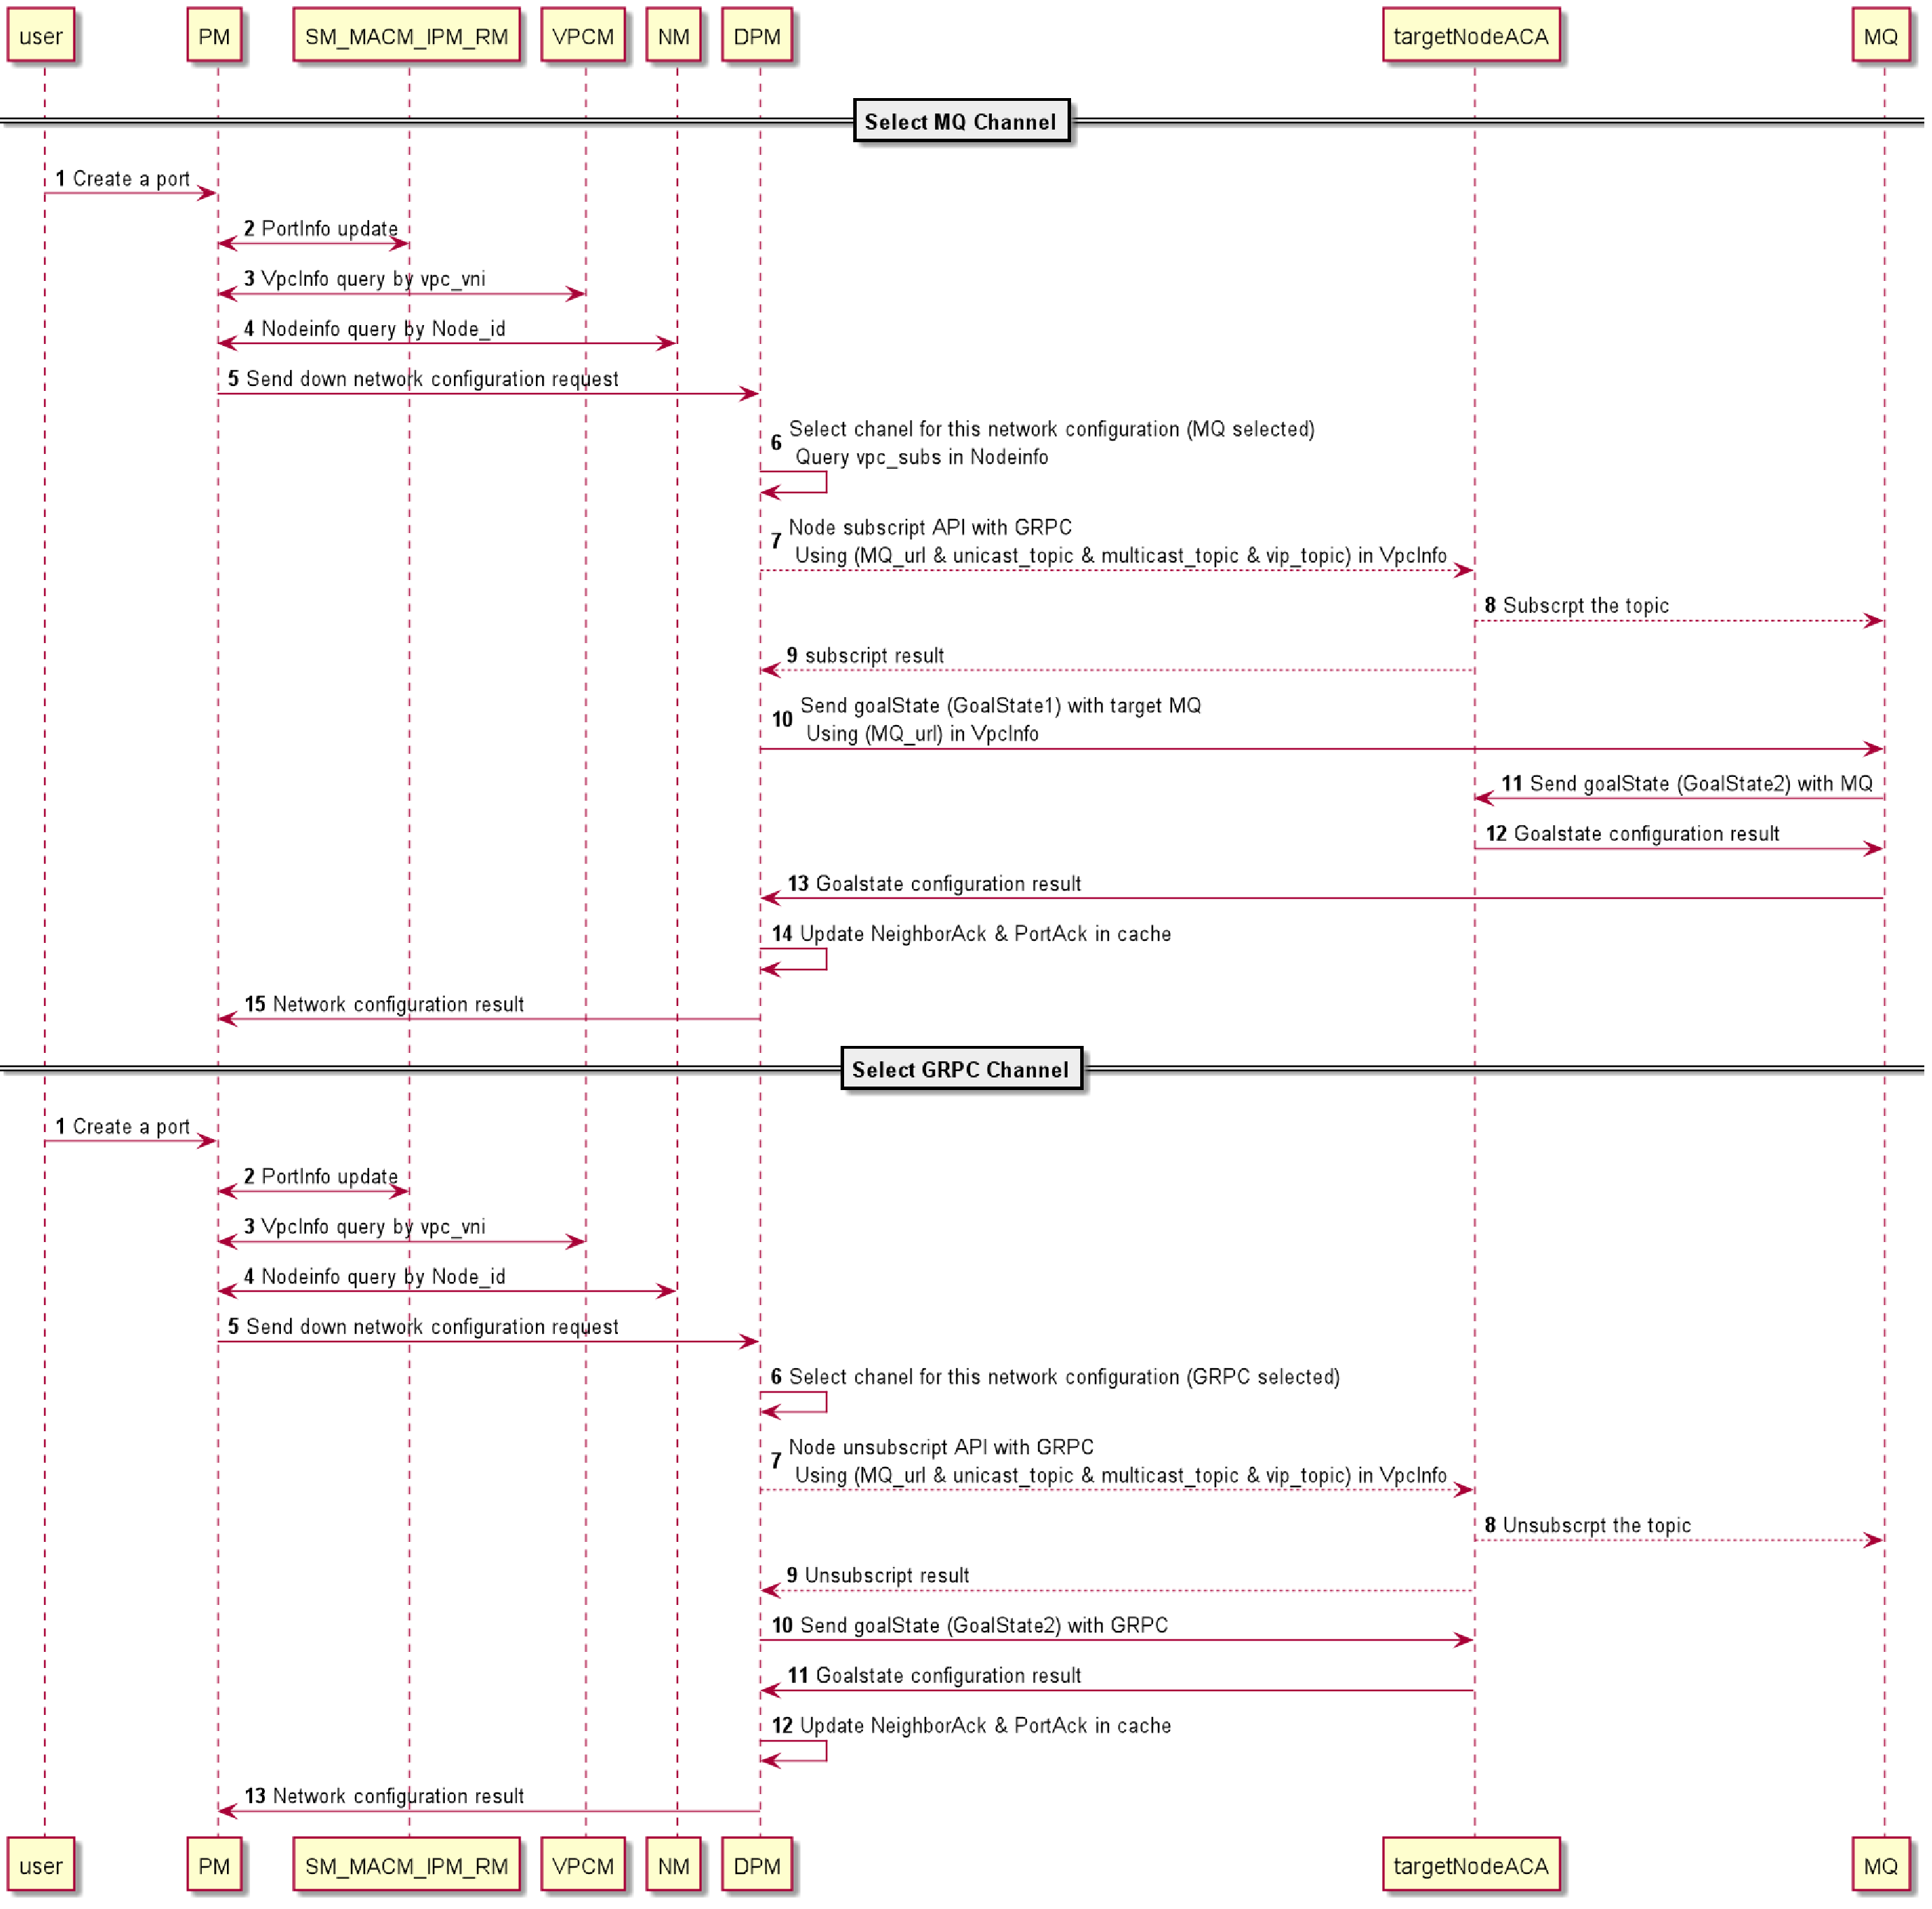 user PM SM_MACM_IPM_RM VPCM NM DPM targetNodeACA MQ
Select MQ Channel
1 Create a port
2 PortInfo update
3 VpcInfo query by vpc_vni
4 Nodeinfo query by Node_id
5 Send down network configuration request
6 Select chanel for this network configuration (MQ selected)
Query vpc_subs in Nodeinfo
7 Node subscript API with GRPC
Using (MQ_url & unicast_topic & multicast_topic & vip_topic) in VpcInfo
8 Subscrpt the topic
9 subscript result
10 Send goalState (GoalState1) with target MQ
Using (MQ_url) in VpcInfo
11 Send goalState (GoalState2) with MQ
12 Goalstate configuration result
13 Goalstate configuration result
14 Update NeighborAck & PortAck in cache
15 Network configuration result
Select GRPC Channel
1 Create a port
2 PortInfo update
3 VpcInfo query by vpc_vni
4 Nodeinfo query by Node_id
5 Send down network configuration request
6 Select chanel for this network configuration (GRPC selected)
7 Node unsubscript API with GRPC
Using (MQ_url & unicast_topic & multicast_topic & vip_topic) in VpcInfo
8 Unsubscrpt the topic
9 Unsubscript result
10 Send goalState (GoalState2) with GRPC
11 Goalstate configuration result
12 Update NeighborAck & PortAck in cache
13 Network configuration result
user PM SM_MACM_IPM_RM VPCM NM DPM targetNodeACA MQ